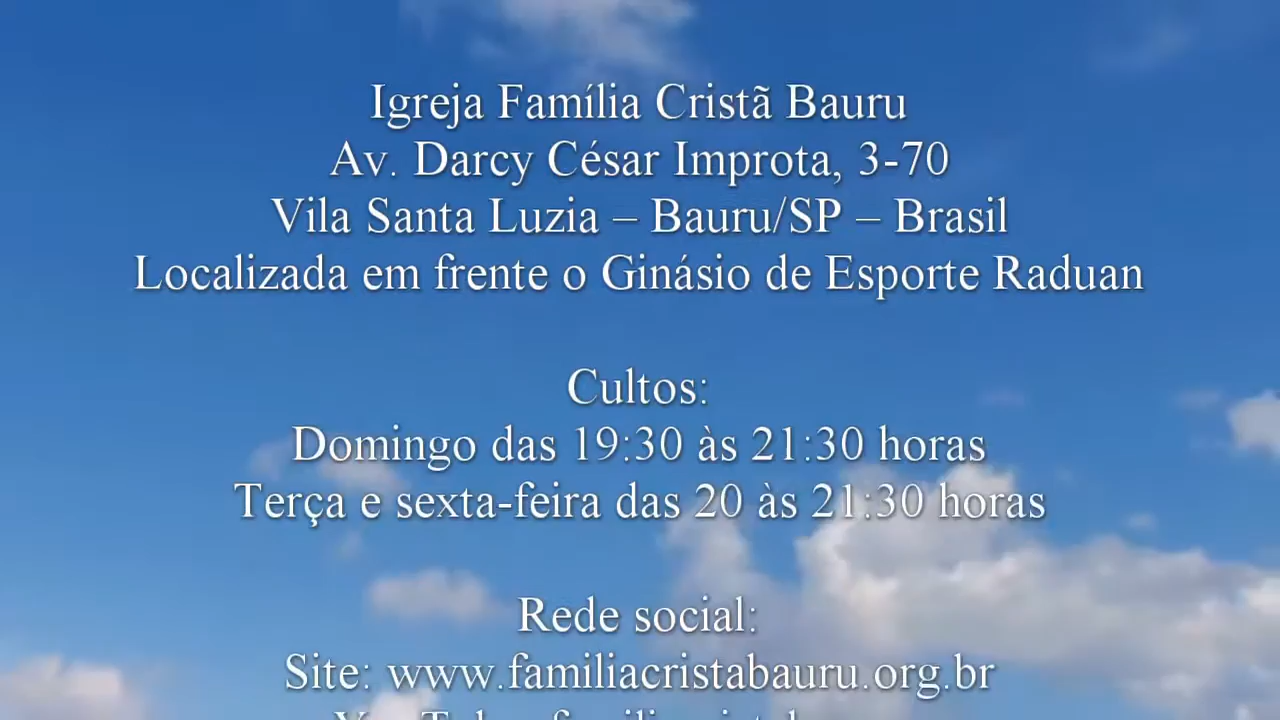 Igreja Família Cristã Bauru
Av. Darcy César Improta, 3-70
Vila Santa Luzia – Bauru/SP – Brasil
Localizada em frente o Ginásio de Esporte Raduan
Cultos:
Domingo das 19:30 às 21:30 horas
Terça e sexta-feira das 20 às 21:30 horas
Rede social:
Site: www.familiacristabauru.org.br